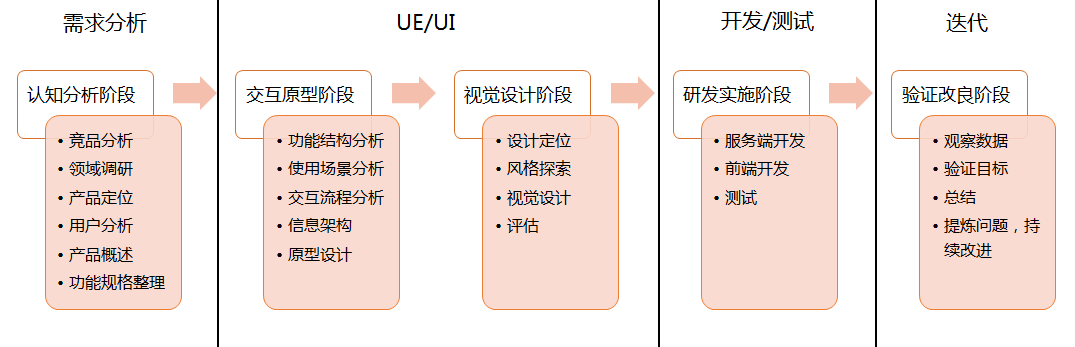 需求分析
UE/UI
开发/测试
迭代
认知分析阶段
• 竞品分析
• 领域调研
• 产品定位
• 用户分析
• 产品概述
• 功能规格整理
交互原型阶段
• 功能结构分析
• 使用场景分析
• 交互流程分析
• 信息架构
• 原型设计
视觉设计阶段
• 设计定位
• 风格探索
• 视觉设计
• 评估
研发实施阶段
• 服务端开发
• 前端开发
• 测试
验证改良阶段
• 观察数据
• 验证目标
• 总结
• 提炼问题，持
续改进